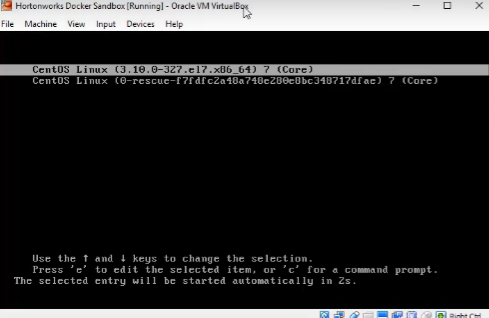 Hortonworks Docker Sandbox [Running] - Oracle VM VirtualBox
File Machine View Input Devices Help
CentOS Linux (3.10.0-327.el7.x86_64) 7 (Core)
CentOS Linux (0-rescue-f7fdfc2a48a748e280e8bc348717dfae) 7 (Core)
Use the ↑ and ↓ keys to change the selection.
Press 'e' to edit the selected item, or 'c' for a command prompt.
The selected entry will be started automatically in 2s.
Right Ctrl